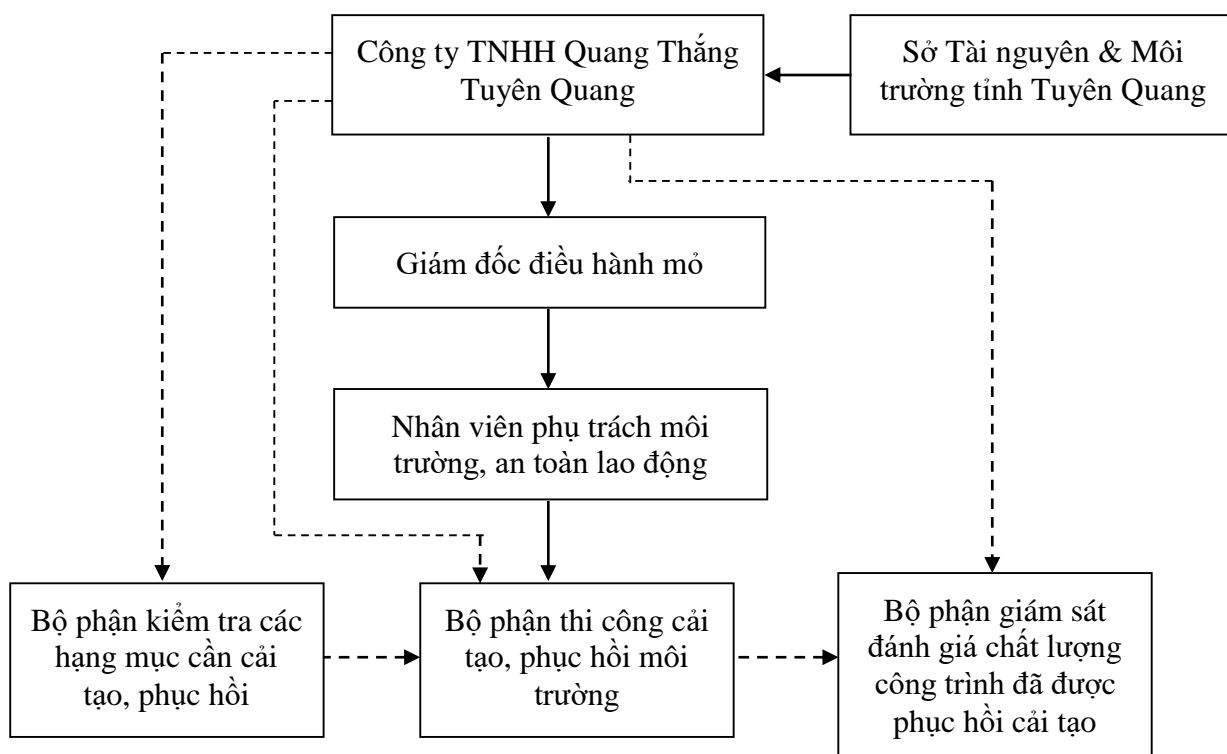 Công ty TNHH Quang Thắng
Tuyên Quang
Sở Tài nguyên & Môi
trường tỉnh Tuyên Quang
Giám đốc điều hành mỏ
Nhân viên phụ trách môi
trường, an toàn lao động
Bộ phận kiểm tra các
hạng mục cần cải
tạo, phục hồi
Bộ phận thi công cải
tạo, phục hồi môi
trường
Bộ phận giám sát
đánh giá chất lượng
công trình đã được
phục hồi cải tạo